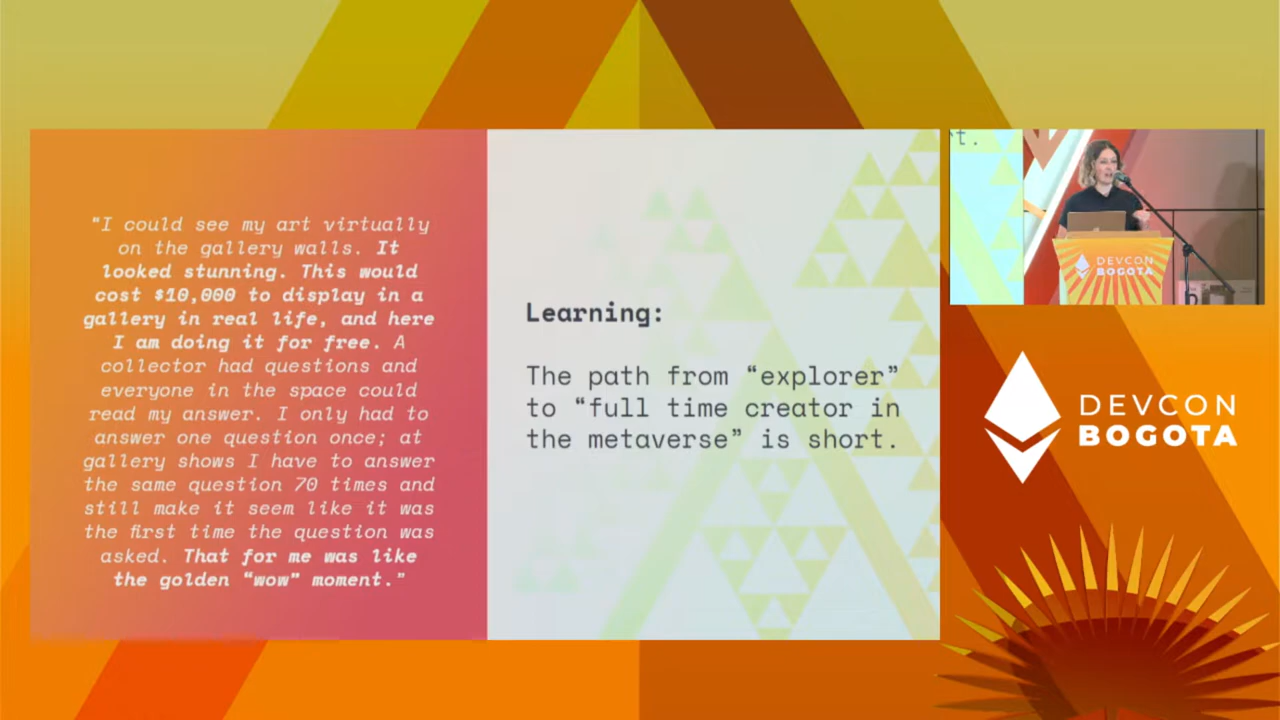 "I could see my art virtually
on the gallery walls. It
looked stunning. This would
cost $10,000 to display in a
gallery in real life, and here
I am doing it for free. A
collector had questions and
everyone in the space could
read my answer. I only had to
answer one question once; at
gallery shows I have to answer
the same question 70 times and
still make it seem like it was
the first time the question was
asked. That for me was like
the golden “wow” moment.”
Learning:
The path from “explorer”
to “full time creator in
the metaverse” is short.
t.
DEVCON
BOGOTA
DEVCON
BOGOTA